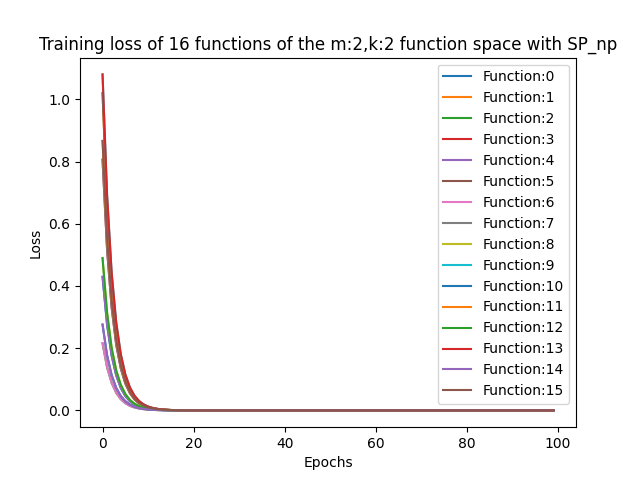 Training loss of 16 functions of the m:2,k:2 function space with SP_np
Loss
1.0
0.8
0.6
0.4
0.2
0.0
0
20
40
60
80
100
Epochs
Function:0
Function:1
Function:2
Function:3
Function:4
Function:5
Function:6
Function:7
Function:8
Function:9
Function:10
Function:11
Function:12
Function:13
Function:14
Function:15